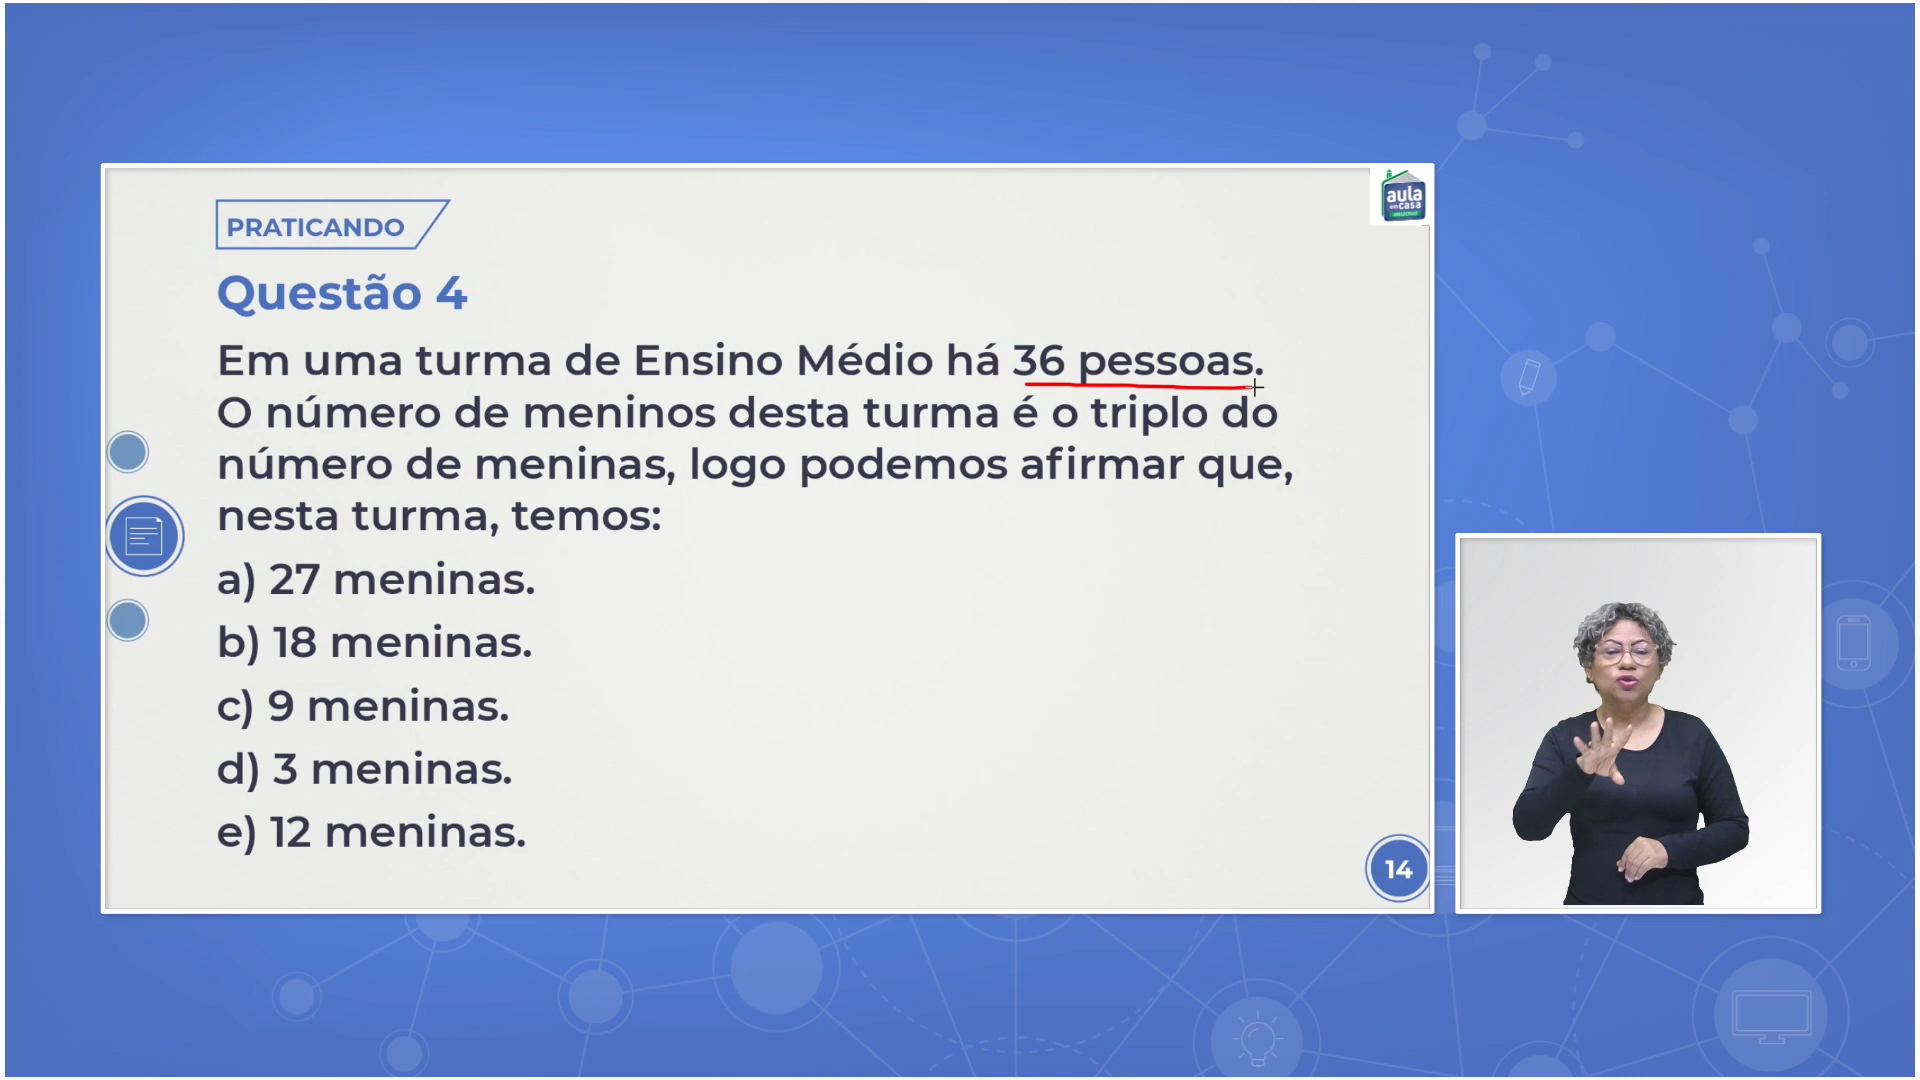 PRATICANDO
aula
em casa
Questão 4
Em uma turma de Ensino Médio há 36 pessoas.
O número de meninos desta turma é o triplo do
número de meninas, logo podemos afirmar que,
nesta turma, temos:
a) 27 meninas.
b) 18 meninas.
c) 9 meninas.
d) 3 meninas.
e) 12 meninas.
14